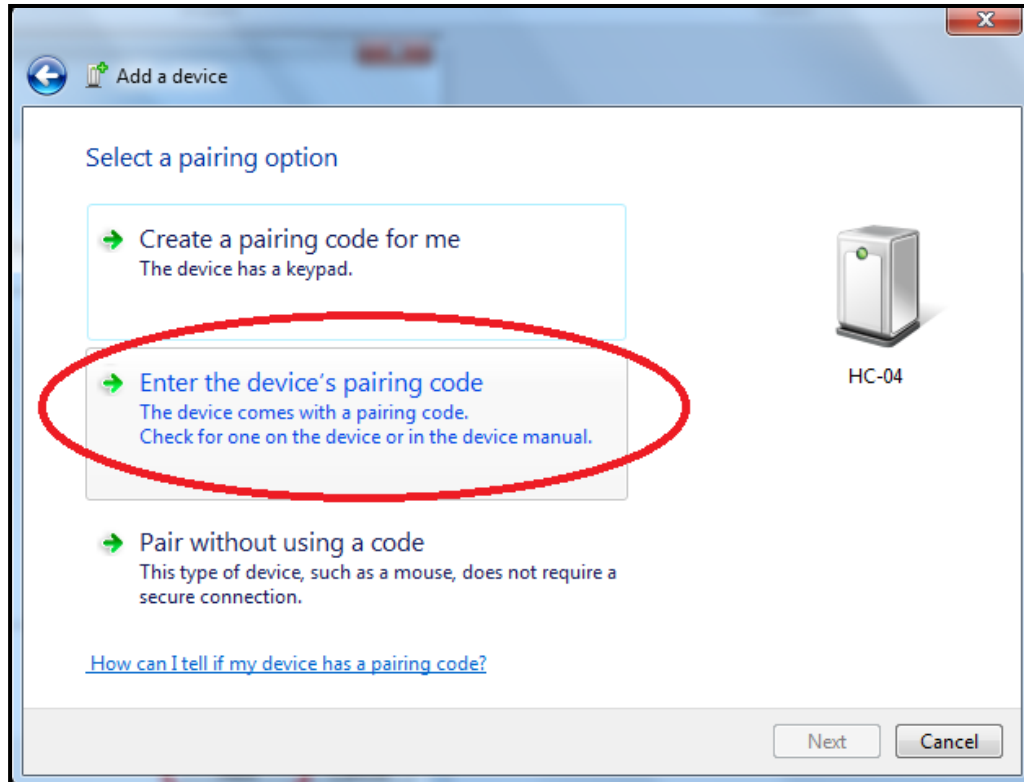 Add a device
Select a pairing option
Create a pairing code for me
The device has a keypad.
Enter the device's pairing code
The device comes with a pairing code.
Check for one on the device or in the device manual.
HC-04
Pair without using a code
This type of device, such as a mouse, does not require a
secure connection.
How can I tell if my device has a pairing code?
Next
Cancel